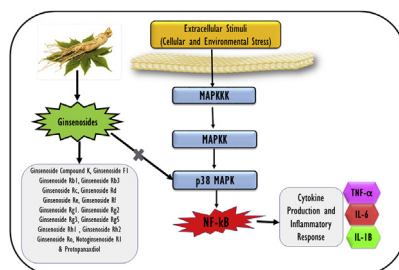 Extracellular Stimuli
(Cellular and Environmental Stress)
MAPKKK
MAPKK
p38 MAPK
NF-kB
Ginsenosides
Ginsenoside Compound K, Ginsenoside F1
Ginsenoside Rb1, Ginsenoside Rb3
Ginsenoside Rc, Ginsenoside Rd
Ginsenoside Re, Ginsenoside Rf
Ginsenoside Rg1, Ginsenoside Rg2
Ginsenoside Rg3, Ginsenoside Rg5
Ginsenoside Rh1 , Ginsenoside Rh2
Ginsenoside Ro, Notoginsenoside R1
& Protopanaxdiol
Cytokine
Production and
Inflammatory
Response
TNF-α
IL-6
IL-1B